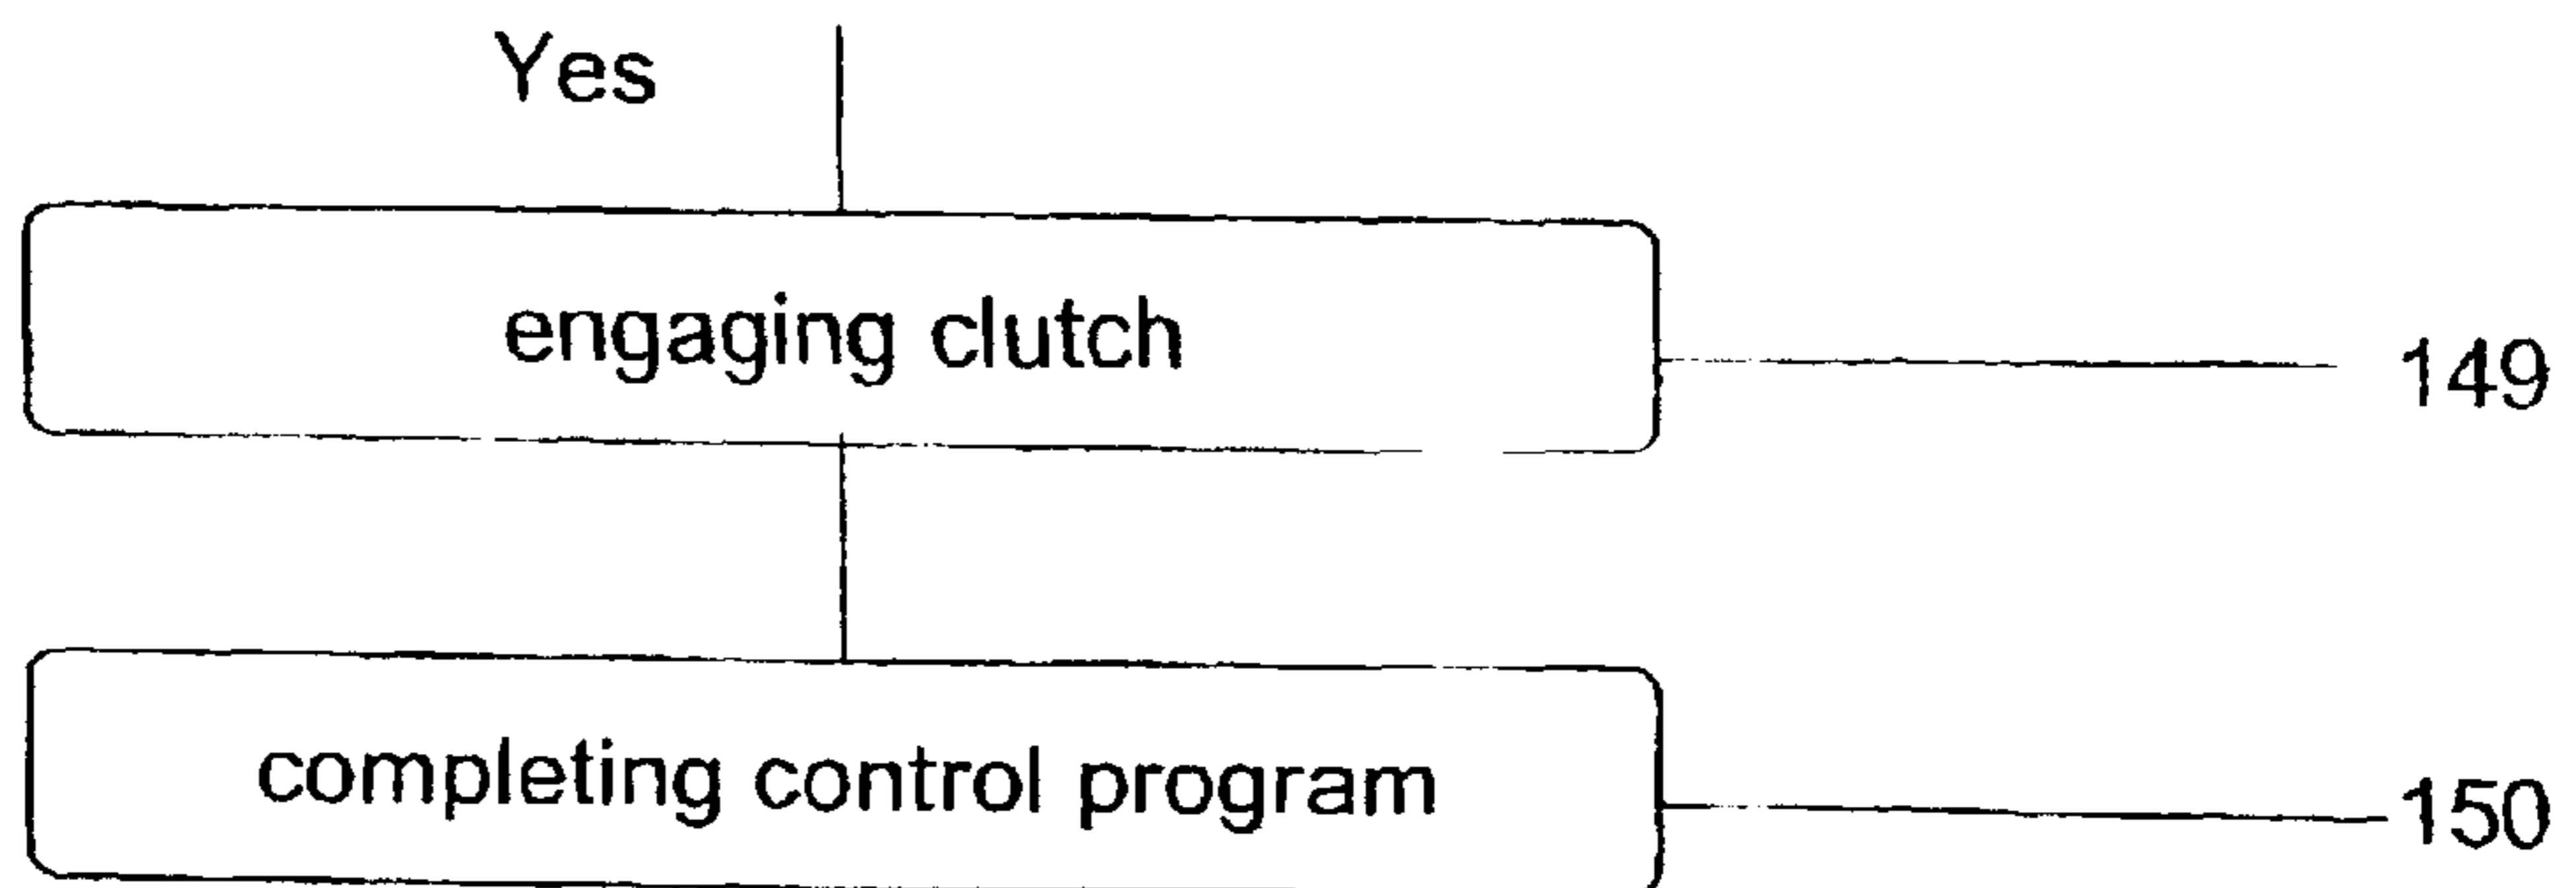 Yes
engaging clutch
149
completing control program
150